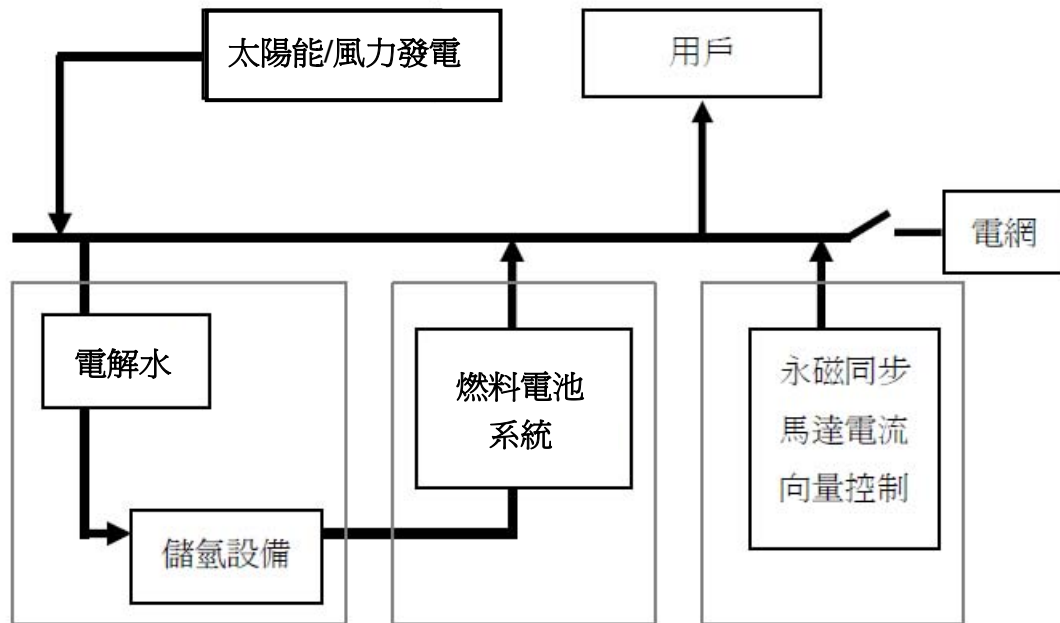 太陽能/風力發電
用戶
電網
電解水
燃料電池
系統
永磁同步
馬達電流
向量控制
儲氫設備